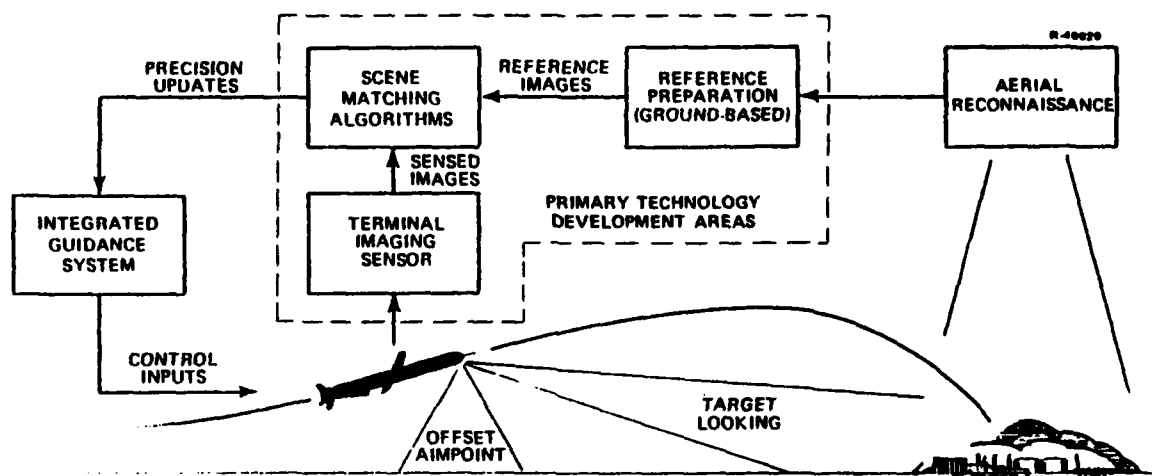 R-40020
PRECISION
UPDATES
SCENE
MATCHING
ALGORITHMS
REFERENCE
IMAGES
REFERENCE
PREPARATION
(GROUND-BASED)
AERIAL
RECONNAISSANCE
SENSED
IMAGES
INTEGRATED
GUIDANCE
SYSTEM
TERMINAL
IMAGING
SENSOR
PRIMARY TECHNOLOGY
DEVELOPMENT AREAS
CONTROL
INPUTS
OFFSET
AIMPOINT
TARGET
LOOKING